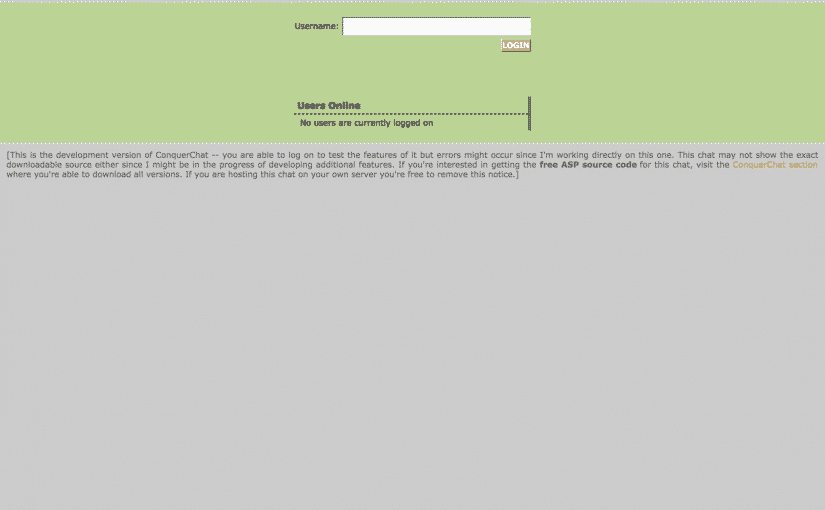 Username:
LOGIN
Users Online
No users are currently logged on
[This is the development version of ConquerChat -- you are able to log on to test the features of it but errors might occur since I'm working directly on this one. This chat may not show the exact
downloadable source either since I might be in the progress of developing additional features. If you're interested in getting the free ASP source code for this chat, visit the ConquerChat section
where you're able to download all versions. If you are hosting this chat on your own server you're free to remove this notice.]